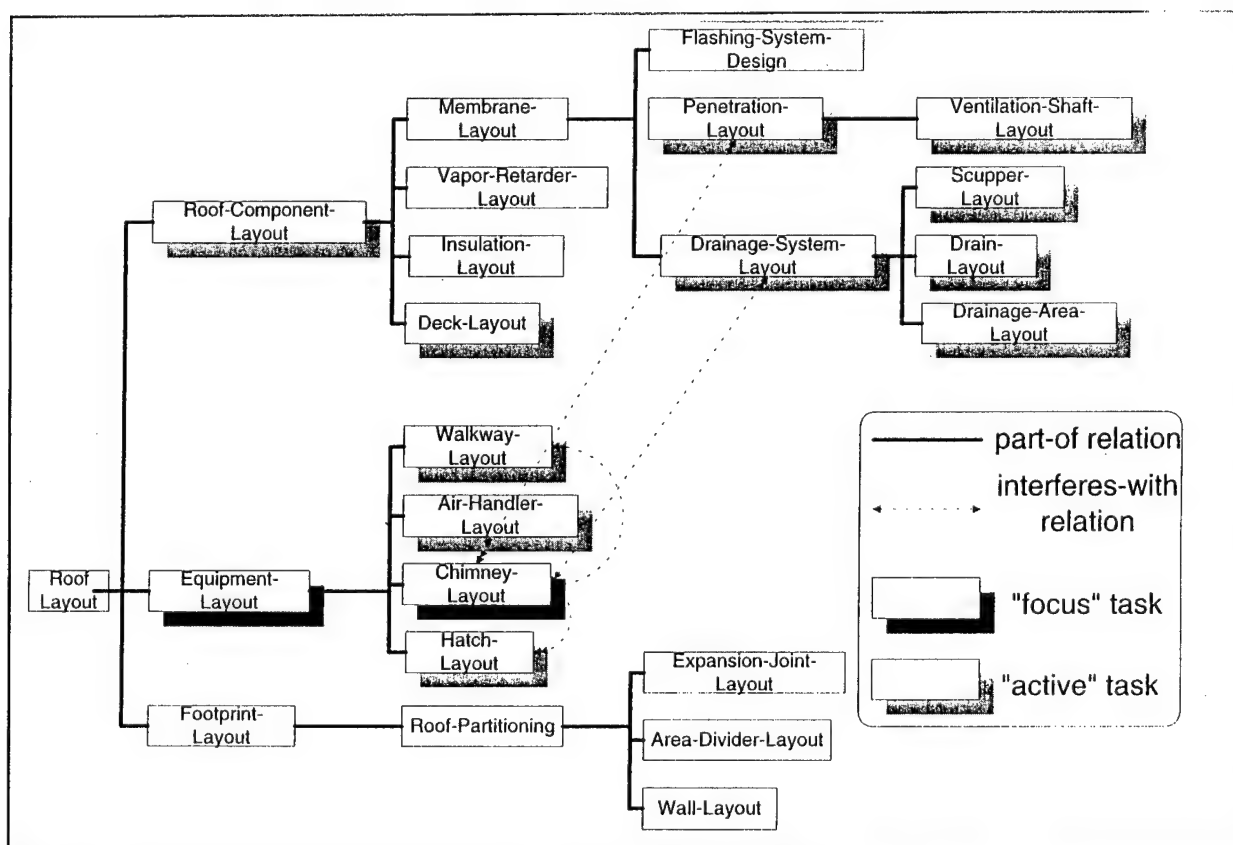 Flashing-System-
Design
Membrane-
Layout
Penetration-
Layout
Ventilation-Shaft-
Layout
Vapor-Retarder-
Layout
Scupper-
Layout
Roof-Component-
Layout
Insulation-
Layout
Drainage-System-
Layout
Drain-
Layout
Deck-Layout
Drainage-Area-
Layout
Walkway-
Layout
Air-Handler-
Layout
Roof
Layout
Equipment-
Layout
Chimney-
Layout
Hatch-
Layout
Footprint-
Layout
Roof-Partitioning
Expansion-Joint-
Layout
Area-Divider-Layout
Wall-Layout
part-of relation
interferes-with
relation
"focus" task
"active" task